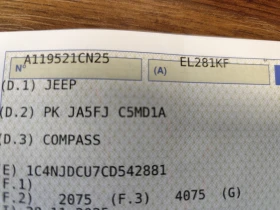 A119521CN25 EL281KF
N° (A)
(D.1) JEEP
(D.2) PK JA5FJ C5MD1A
(D.3) COMPASS
E) 1C4NJDCU7CD542881
F.1)
F.2) 2075 (F.3) 4075 (G)